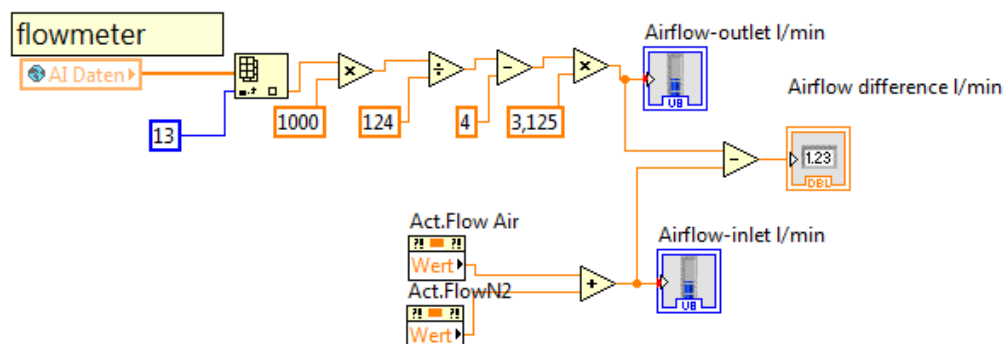 flowmeter
AI Daten
13
1000
124
4
3,125
Airflow-outlet l/min
U8
Airflow difference l/min
1.23
DBL
Act.Flow Air
Wert
Act.FlowN2
Wert
Airflow-inlet l/min
U8